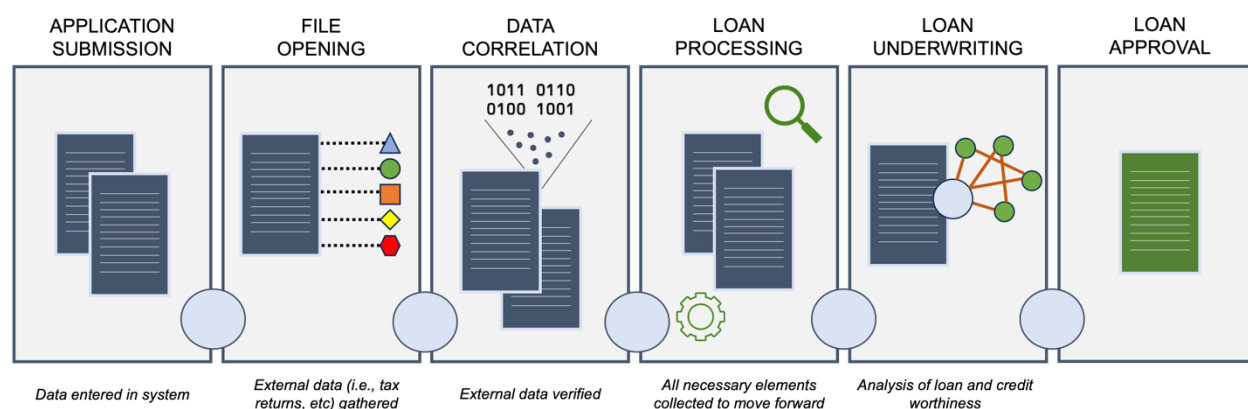 APPLICATION
SUBMISSION
FILE
OPENING
DATA
CORRELATION
LOAN
PROCESSING
LOAN
UNDERWRITING
LOAN
APPROVAL
1011 0110
0100 1001
Data entered in system
External data (i.e., tax
returns, etc) gathered
External data verified
All necessary elements
collected to move forward
Analysis of loan and credit
worthiness